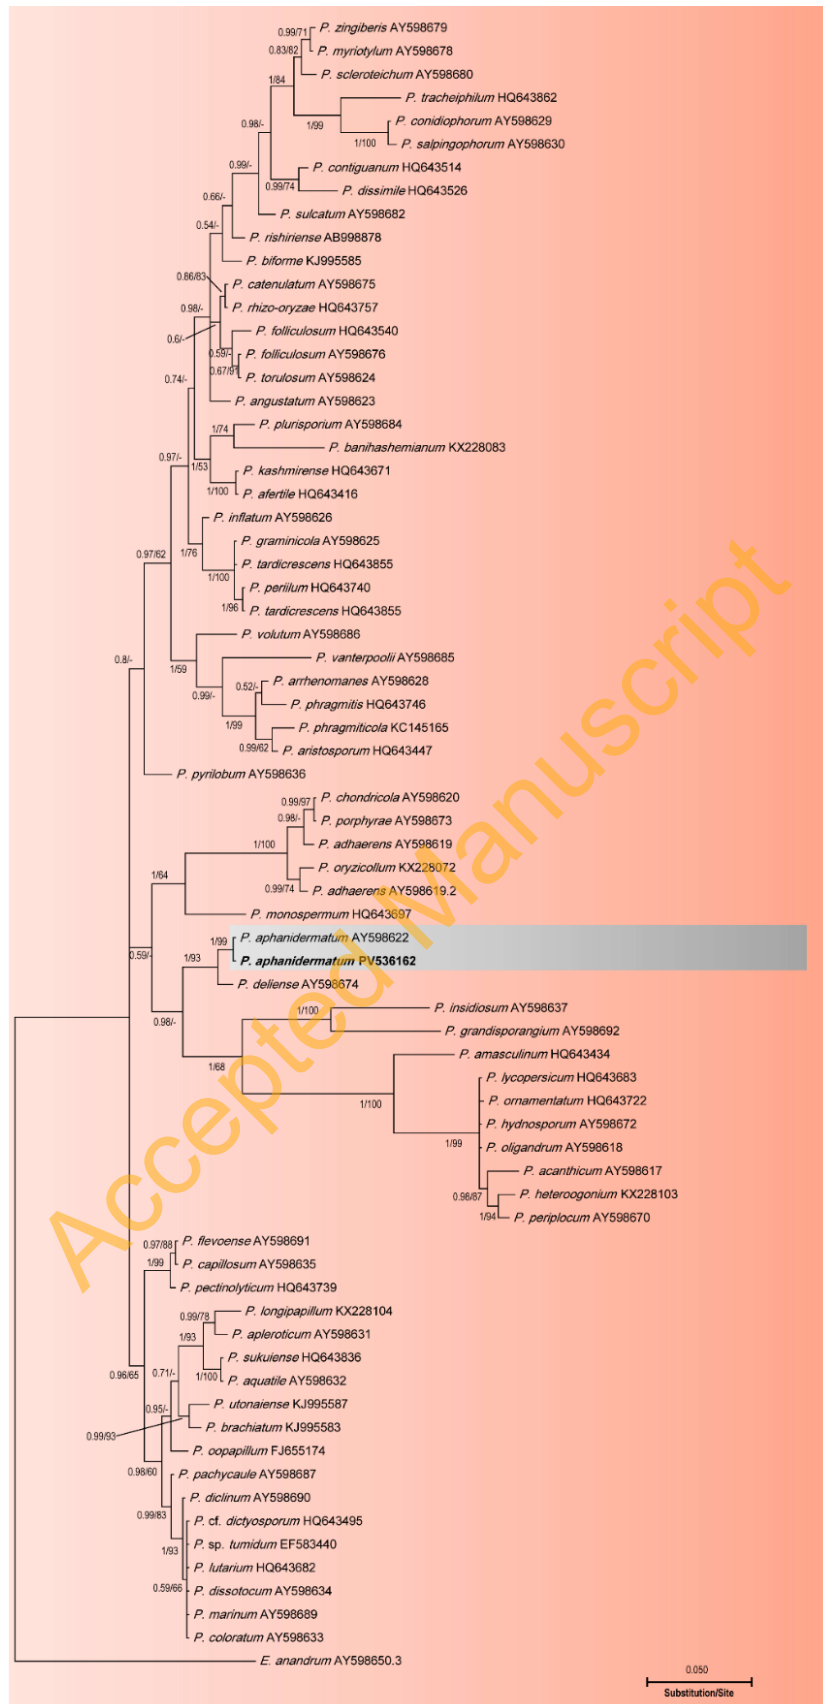 0.99/71
P. zingiberis AY598679
0.83/82
P. myriotylum AY598678
P. scleroteichum AY598680
1/84
P. tracheiphilum HQ643862
1/99
P. conidiophorum AY598629
0.98/-
1/100
P. salpingophorum AY598630
0.99/-
P. contiguanum HQ643514
0.99/74
P. dissimile HQ643526
0.66/-
P. sulcatum AY598682
0.54/-
P. rishiriense AB998878
P. biforme KJ995585
0.86/83
P. catenulatum AY598675
0.98/-
P. rhizo-oryzae HQ643757
0.6/-
P. folliculosum HQ643540
0.59/-
P. folliculosum AY598676
0.67/91
P. torulosum AY598624
0.74/-
P. angustatum AY598623
1/74
P. plurisporium AY598684
P. banihashemianum KX228083
0.97/-
1/53
P. kashmirense HQ643671
1/100
P. afertile HQ643416
P. inflatum AY598626
P. graminicola AY598625
1/76
0.97/62
P. tardicrescens HQ643855
1/100
P. periilum HQ643740
1/96
P. tardicrescens HQ643855
P. volutum AY598686
0.8/-
1/59
P. vanterpoolii AY598685
P. arrhenomanes AY598628
0.52/-
0.99/-
P. phragmitis HQ643746
1/99
P. phragmiticola KC145165
0.99/62
P. aristosporum HQ643447
P. pyrilobum AY598636
P. chondricola AY598620
0.99/97
0.98/-
P. porphyrae AY598673
1/100
P. adhaerens AY598619
P. oryzicollum KX228072
1/64
0.99/74
P. adhaerens AY598619.2
P. monospermum HQ643697
P. aphanidermatum AY598622
1/99
0.59/-
1/93
P. aphanidermatum PV536162
P. deliense AY598674
P. insidiosum AY598637
1/100
0.98/-
P. grandisporangium AY598692
P. amasculinum HQ643434
1/68
P. lycopersicum HQ643683
P. ornamentatum HQ643722
1/100
P. hydnosporum AY598672
1/99
P. oligandrum AY598618
P. acanthicum AY598617
0.98/87
P. heteroogonium KX228103
1/94
P. periplocum AY598670
P. flevoense AY598691
0.97/88
1/99
P. capillosum AY598635
P. pectinolyticum HQ643739
P. longipapillum KX228104
0.99/78
P. apleroticum AY598631
1/93
P. sukuiense HQ643836
0.96/65
0.71/-
1/100
P. aquatile AY598632
0.95/-
P. utonaiense KJ995587
0.99/93
P. brachiatum KJ995583
P. oopapillum FJ655174
0.98/60
P. pachycaule AY598687
P. diclinum AY598690
0.99/83
P. cf. dictyosporum HQ643495
P. sp. tumidum EF583440
1/93
P. lutarium HQ643682
0.59/66
P. dissotocum AY598634
P. marinum AY598689
P. coloratum AY598633
E. anandrum AY598650.3
0.050
Substitution/Site
Accepted Manuscript